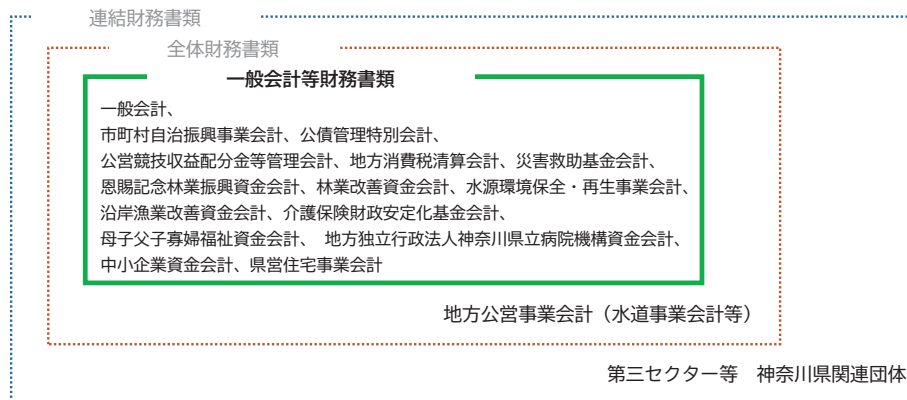 連結財務書類
全体財務書類
一般会計等財務書類
一般会計、
市町村自治振興事業会計、公債管理特別会計、
公営競技収益配分金等管理会計、地方消費税清算会計、災害救助基金会計、
恩賜記念林業振興資金会計、林業改善資金会計、水源環境保全・再生事業会計、
沿岸漁業改善資金会計、介護保険財政安定化基金会計、
母子父子寡婦福祉資金会計、 地方独立行政法人神奈川県立病院機構資金会計、
中小企業資金会計、県営住宅事業会計
地方公営事業会計（水道事業会計等）
第三セクター等　神奈川県関連団体